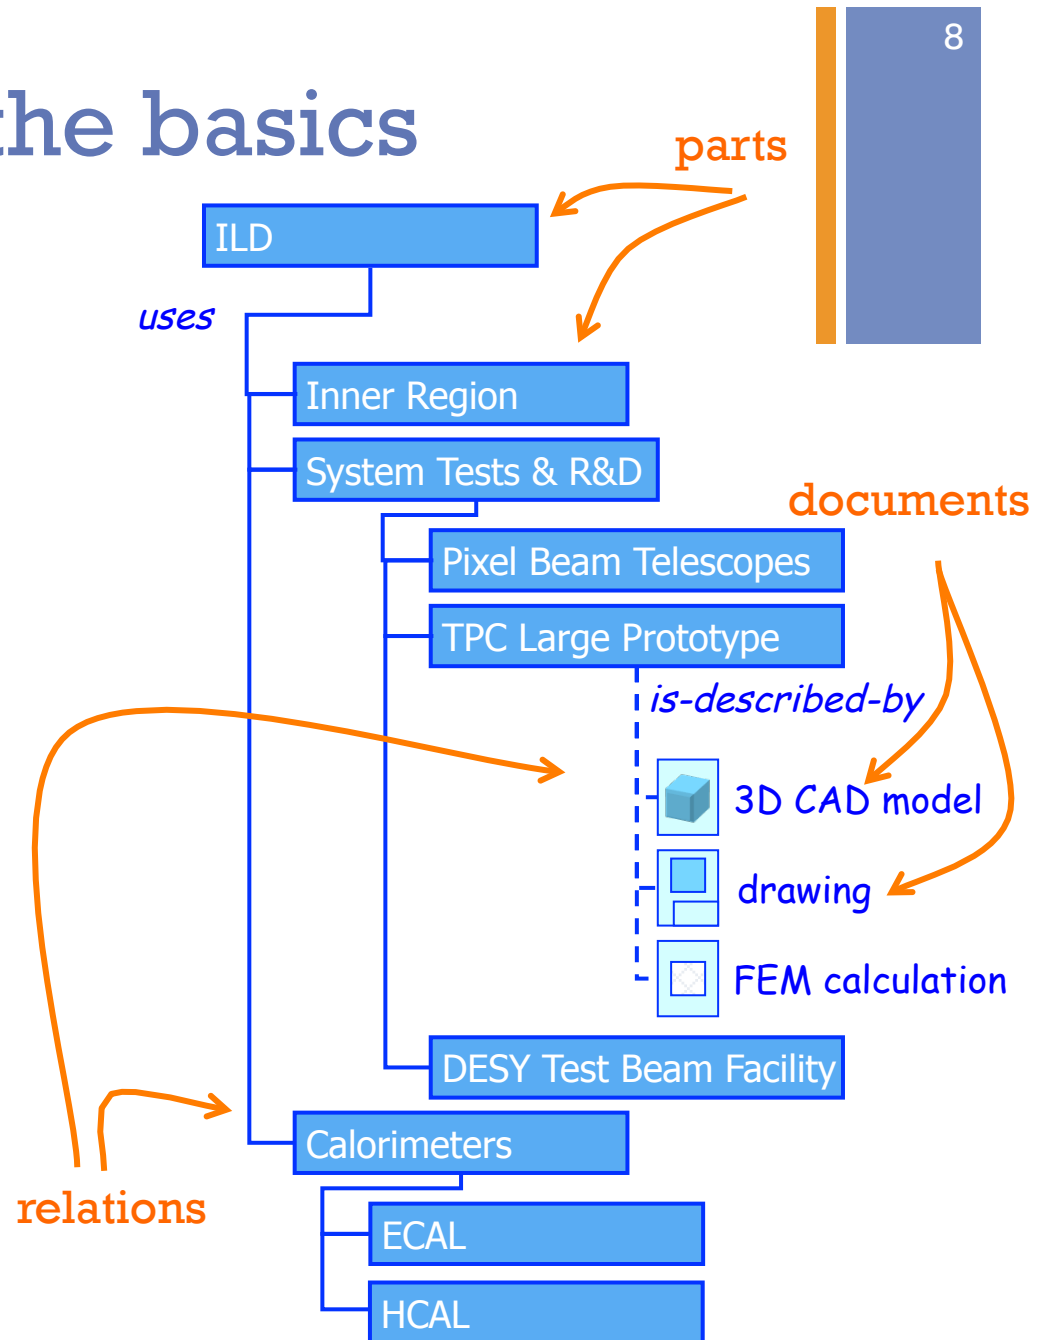 8
the basics
parts
ILD
uses
Inner Region
System Tests & R&D
documents
Pixel Beam Telescopes
TPC Large Prototype
is-described-by
3D CAD model
drawing
FEM calculation
DESY Test Beam Facility
Calorimeters
relations
ECAL
HCAL